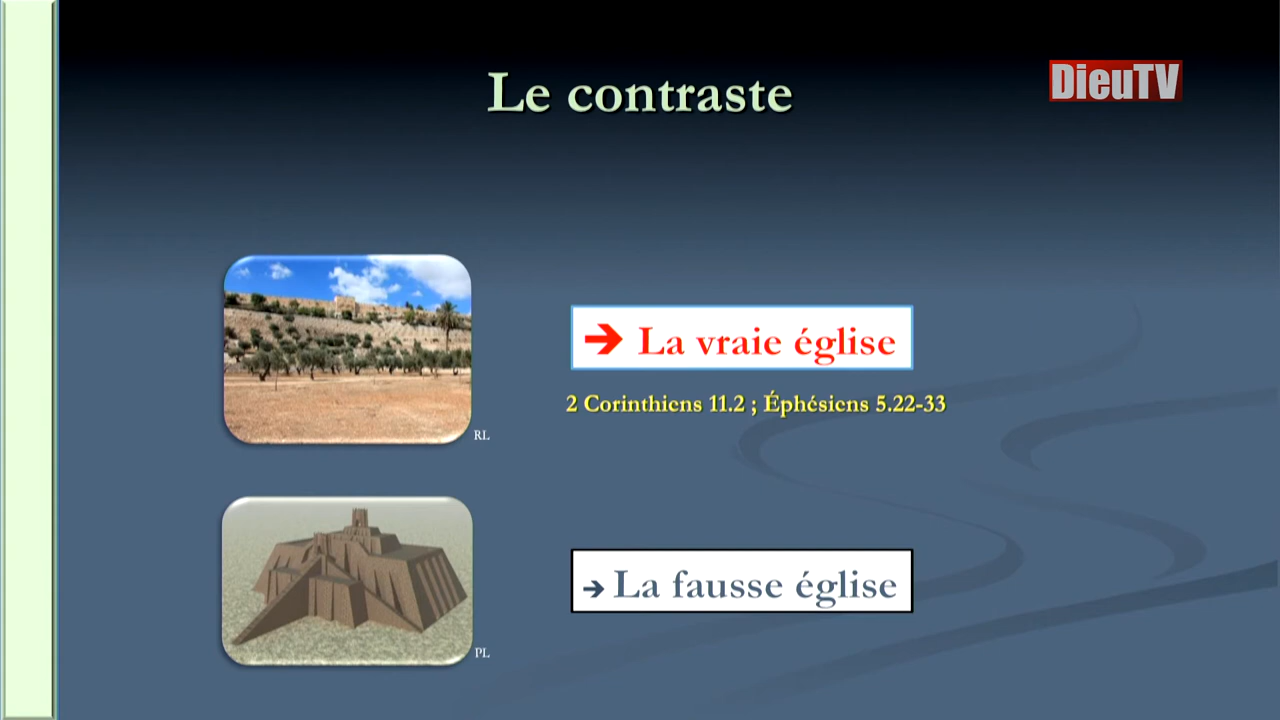 Le contraste
DieuTV
➔ La vraie église
2 Corinthiens 11.2 ; Éphésiens 5.22-33
RL
➔ La fausse église
PL